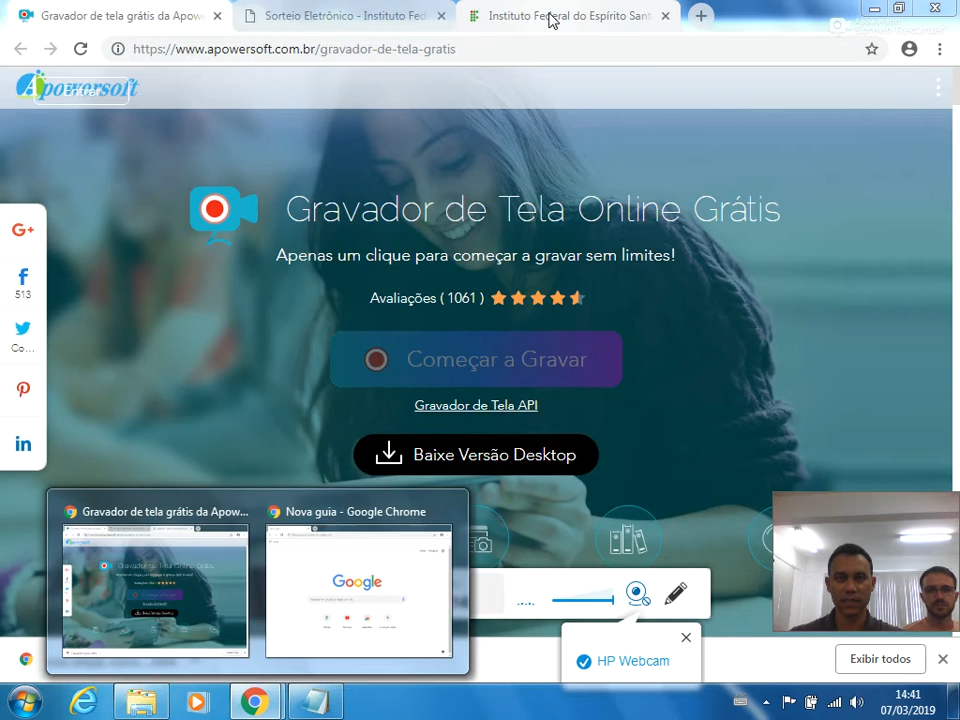 Gravador de tela grátis da Apow
Sorteio Eletrônico - Instituto Fed
Instituto Federal do Espírito Sant
https://www.apowersoft.com.br/gravador-de-tela-gratis
Apowersoft
Entrar
Gravador de Tela Online Grátis
Apenas um clique para começar a gravar sem limites!
Avaliações ( 1061 )
G+
513
Co...
Começar a Gravar
Gravador de Tela API
Baixe Versão Desktop
Gravador de tela grátis da Apow...
Nova guia - Google Chrome
Google
HP Webcam
Exibir todos
14:41
07/03/2019